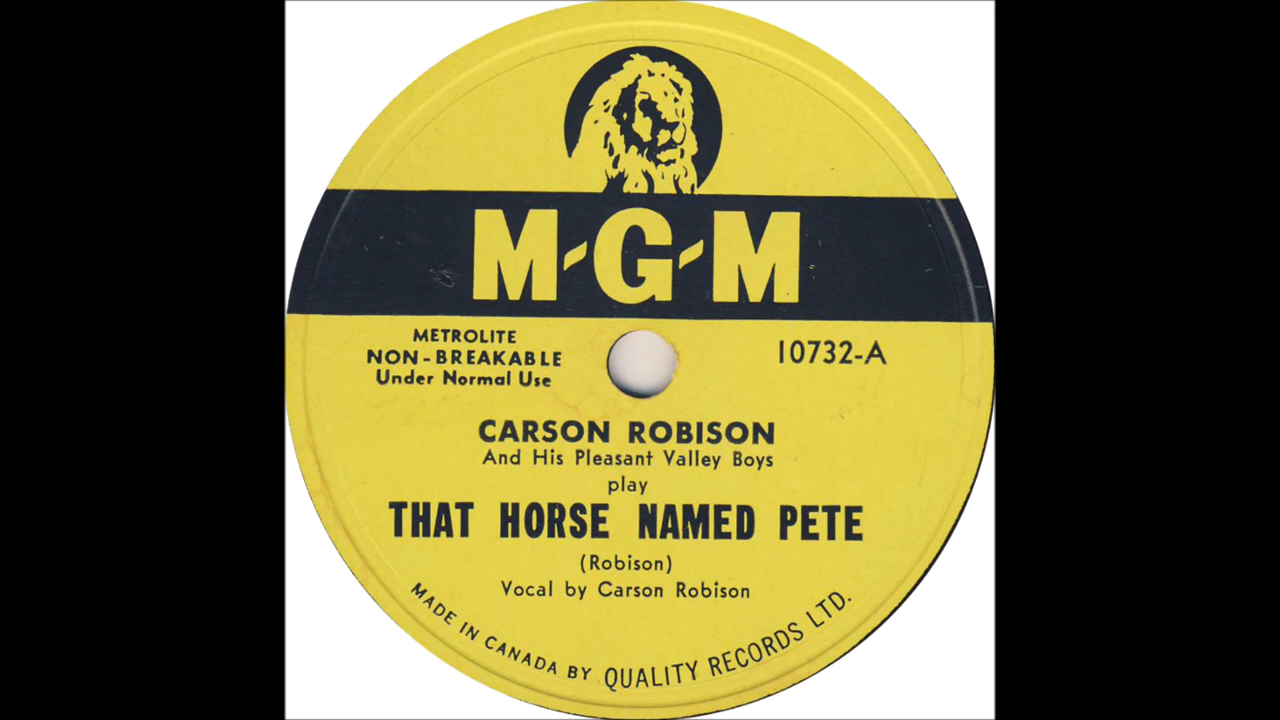 M-G-M
METROLITE
NON-BREAKABLE
Under Normal Use
10732-A
CARSON ROBISON
And His Pleasant Valley Boys
play
THAT HORSE NAMED PETE
(Robison)
Vocal by Carson Robison
MADE IN CANADA BY QUALITY RECORDS LTD.